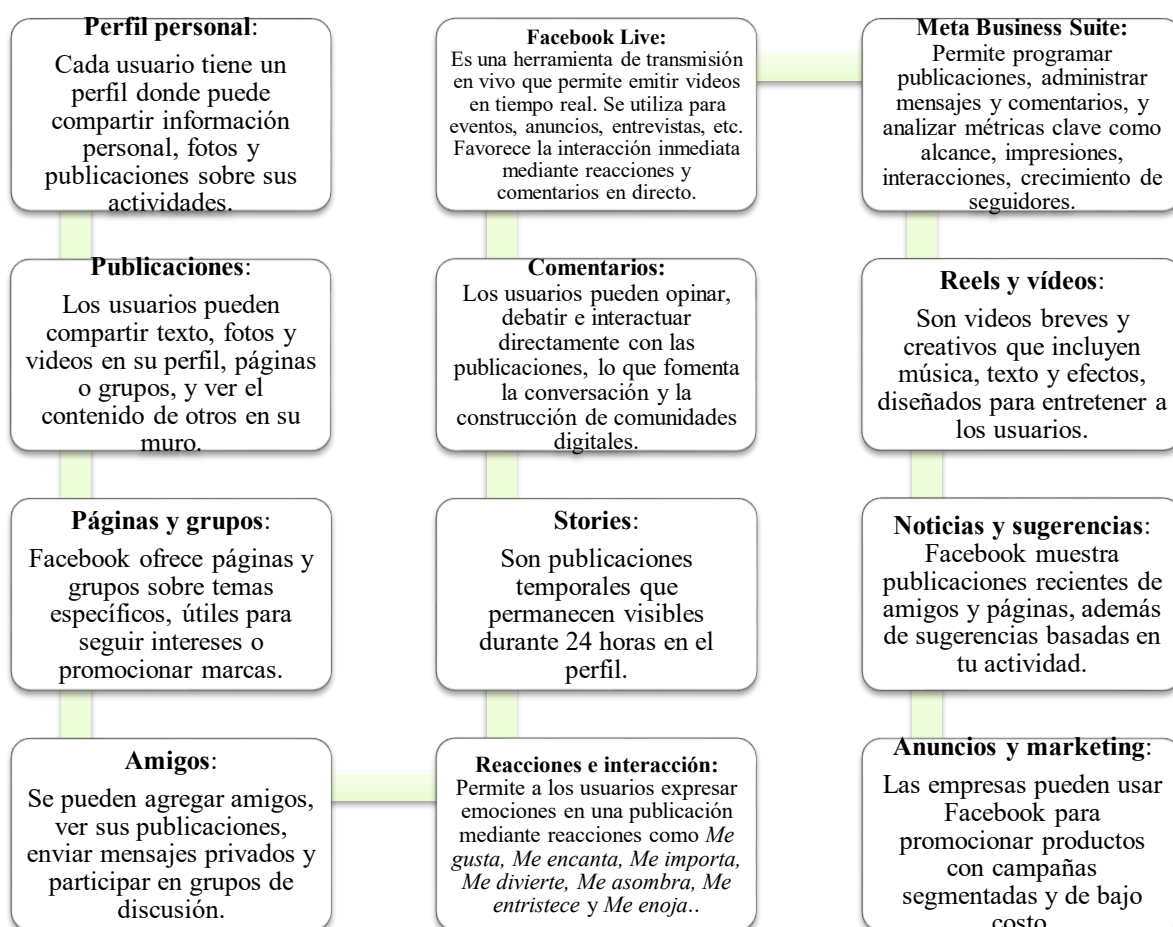 Perfil personal:
Cada usuario tiene un
perfil donde puede
compartir información
personal, fotos y
publicaciones sobre sus
actividades.
Publicaciones:
Los usuarios pueden
compartir texto, fotos y
videos en su perfil, páginas
o grupos, y ver el
contenido de otros en su
muro.
Páginas y grupos:
Facebook ofrece páginas y
grupos sobre temas
específicos, útiles para
seguir intereses o
promocionar marcas.
Amigos:
Se pueden agregar amigos,
ver sus publicaciones,
enviar mensajes privados y
participar en grupos de
discusión.
Reacciones e interacción:
Permite a los usuarios expresar
emociones en una publicación
mediante reacciones como Me
gusta, Me encanta, Me importa,
Me divierte, Me asombra, Me
entristece y Me enoja..
Stories:
Son publicaciones
temporales que
permanecen visibles
durante 24 horas en el
perfil.
Comentarios:
Los usuarios pueden opinar,
debatir e interactuar
directamente con las
publicaciones, lo que fomenta
la conversación y la
construcción de comunidades
digitales.
Facebook Live:
Es una herramienta de transmisión
en vivo que permite emitir videos
en tiempo real. Se utiliza para
eventos, anuncios, entrevistas, etc.
Favorece la interacción inmediata
mediante reacciones y
comentarios en directo.
Meta Business Suite:
Permite programar
publicaciones, administrar
mensajes y comentarios, y
analizar métricas clave como
alcance, impresiones,
interacciones, crecimiento de
seguidores.
Reels y vídeos:
Son videos breves y
creativos que incluyen
música, texto y efectos,
diseñados para entretener a
los usuarios.
Noticias y sugerencias:
Facebook muestra
publicaciones recientes de
amigos y páginas, además
de sugerencias basadas en
tu actividad.
Anuncios y marketing:
Las empresas pueden usar
Facebook para
promocionar productos
con campañas
segmentadas y de bajo
costo